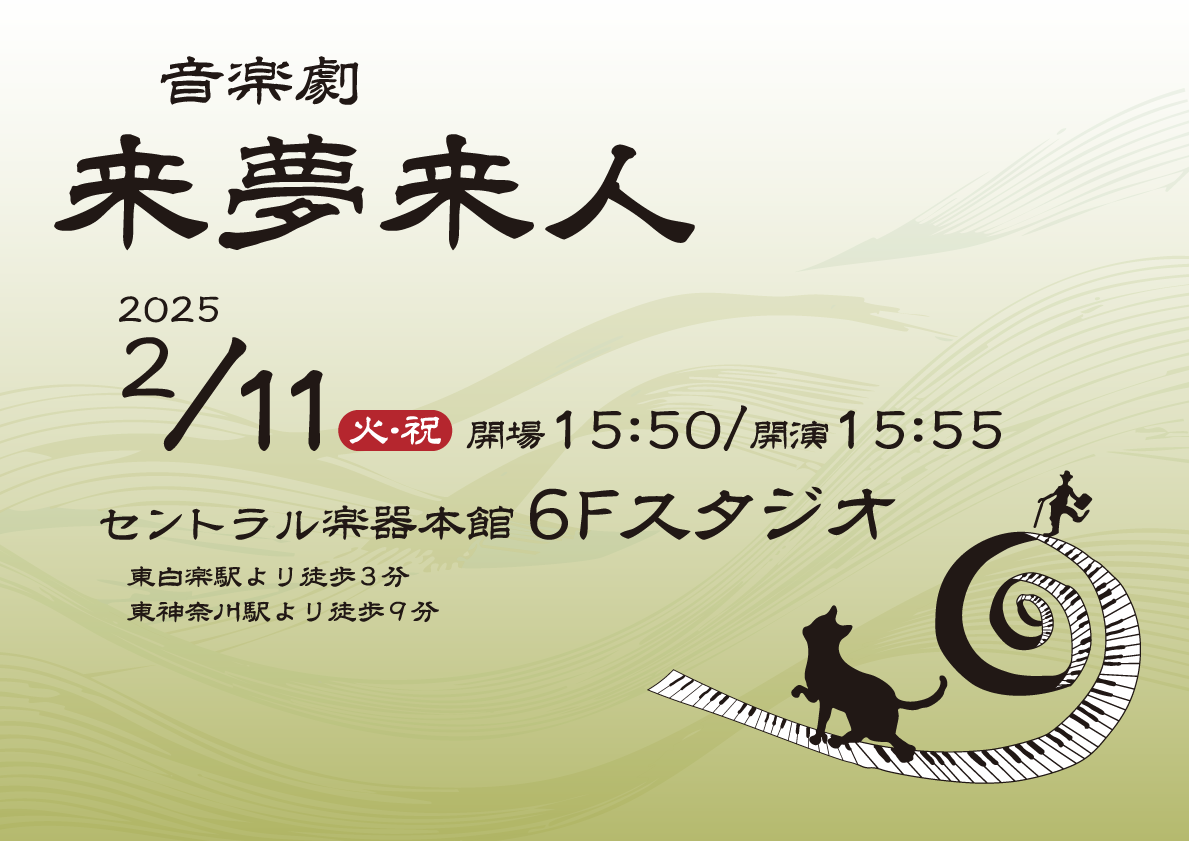 音楽劇
来夢来人
2025
2/11 火・祝 開場15:50/開演15:55
セントラル楽器本館 6Fスタジオ
東白楽駅より徒歩3分
東神奈川駅より徒歩9分